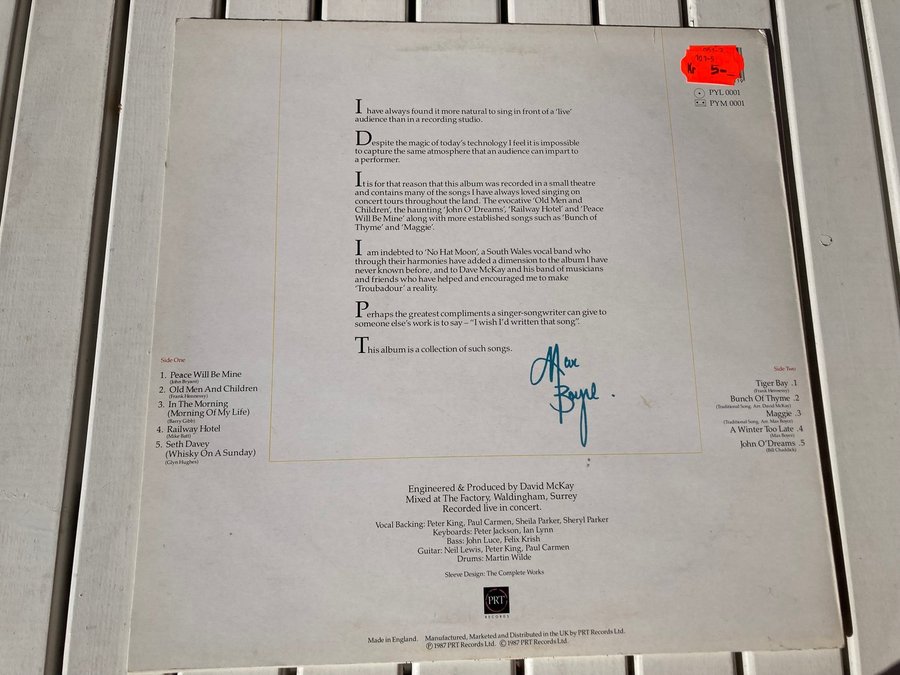 Kr 5-
PYL 0001
PYM 0001
I have always found it more natural to sing in front of a 'live'
audience than in a recording studio.
Despite the magic of today's technology I feel it is impossible
to capture the same atmosphere that an audience can impart to
a performer.
It is for that reason that this album was recorded in a small theatre
and contains many of the songs I have always loved singing on
concert tours throughout the land. The evocative 'Old Men and
Children', the haunting 'John O'Dreams', 'Railway Hotel' and 'Peace
Will Be Mine' along with more established songs such as 'Bunch of
Thyme' and 'Maggie'.
I am indebted to 'No Hat Moon', a South Wales vocal band who
through their harmonies have added a dimension to the album I have
never known before, and to Dave McKay and his band of musicians
and friends who have helped and encouraged me to make
'Troubadour' a reality.
Perhaps the greatest compliments a singer-songwriter can give to
someone else's work is to say – "I wish I'd written that song".
This album is a collection of such songs.
Max
Boyce.
Side One
1. Peace Will Be Mine
(John Bryant)
2. Old Men And Children
(Frank Hennessy)
3. In The Morning
(Morning Of My Life)
(Barry Gibb)
4. Railway Hotel
(Mike Batt)
5. Seth Davey
(Whisky On A Sunday)
(Glyn Hughes)
Side Two
Tiger Bay .1
(Frank Hennessy)
Bunch Of Thyme .2
(Traditional Song. Arr. David McKay)
Maggie .3
(Traditional Song. Arr. Max Boyce)
A Winter Too Late .4
(Max Boyce)
John O'Dreams .5
(Bill Chaddick)
Engineered & Produced by David McKay
Mixed at The Factory, Waldingham, Surrey
Recorded live in concert.
Vocal Backing: Peter King, Paul Carmen, Sheila Parker, Sheryl Parker
Keyboards: Peter Jackson, Ian Lynn
Bass: John Luce, Felix Krish
Guitar: Neil Lewis, Peter King, Paul Carmen
Drums: Martin Wilde
Sleeve Design: The Complete Works
PRT
RECORDS
Made in England. Manufactured, Marketed and Distributed in the UK by PRT Records Ltd.
Ⓟ 1987 PRT Records Ltd. © 1987 PRT Records Ltd.